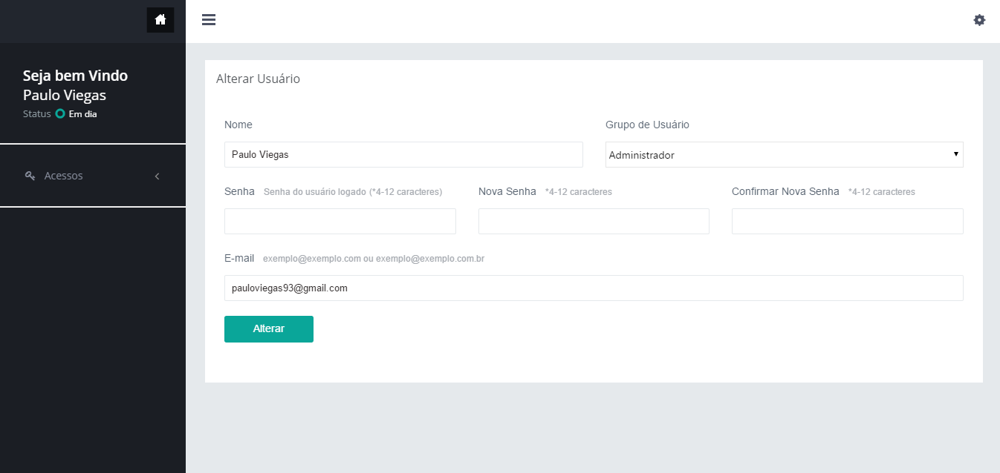 Seja bem Vindo
Paulo Viegas
Status Em dia
Acessos
Alterar Usuário
Nome
Grupo de Usuário
Paulo Viegas
Administrador
Senha Senha do usuário logado (*4-12 caracteres)
Nova Senha *4-12 caracteres
Confirmar Nova Senha *4-12 caracteres
E-mail exemplo@exemplo.com ou exemplo@exemplo.com.br
pauloviegas93@gmail.com
Alterar